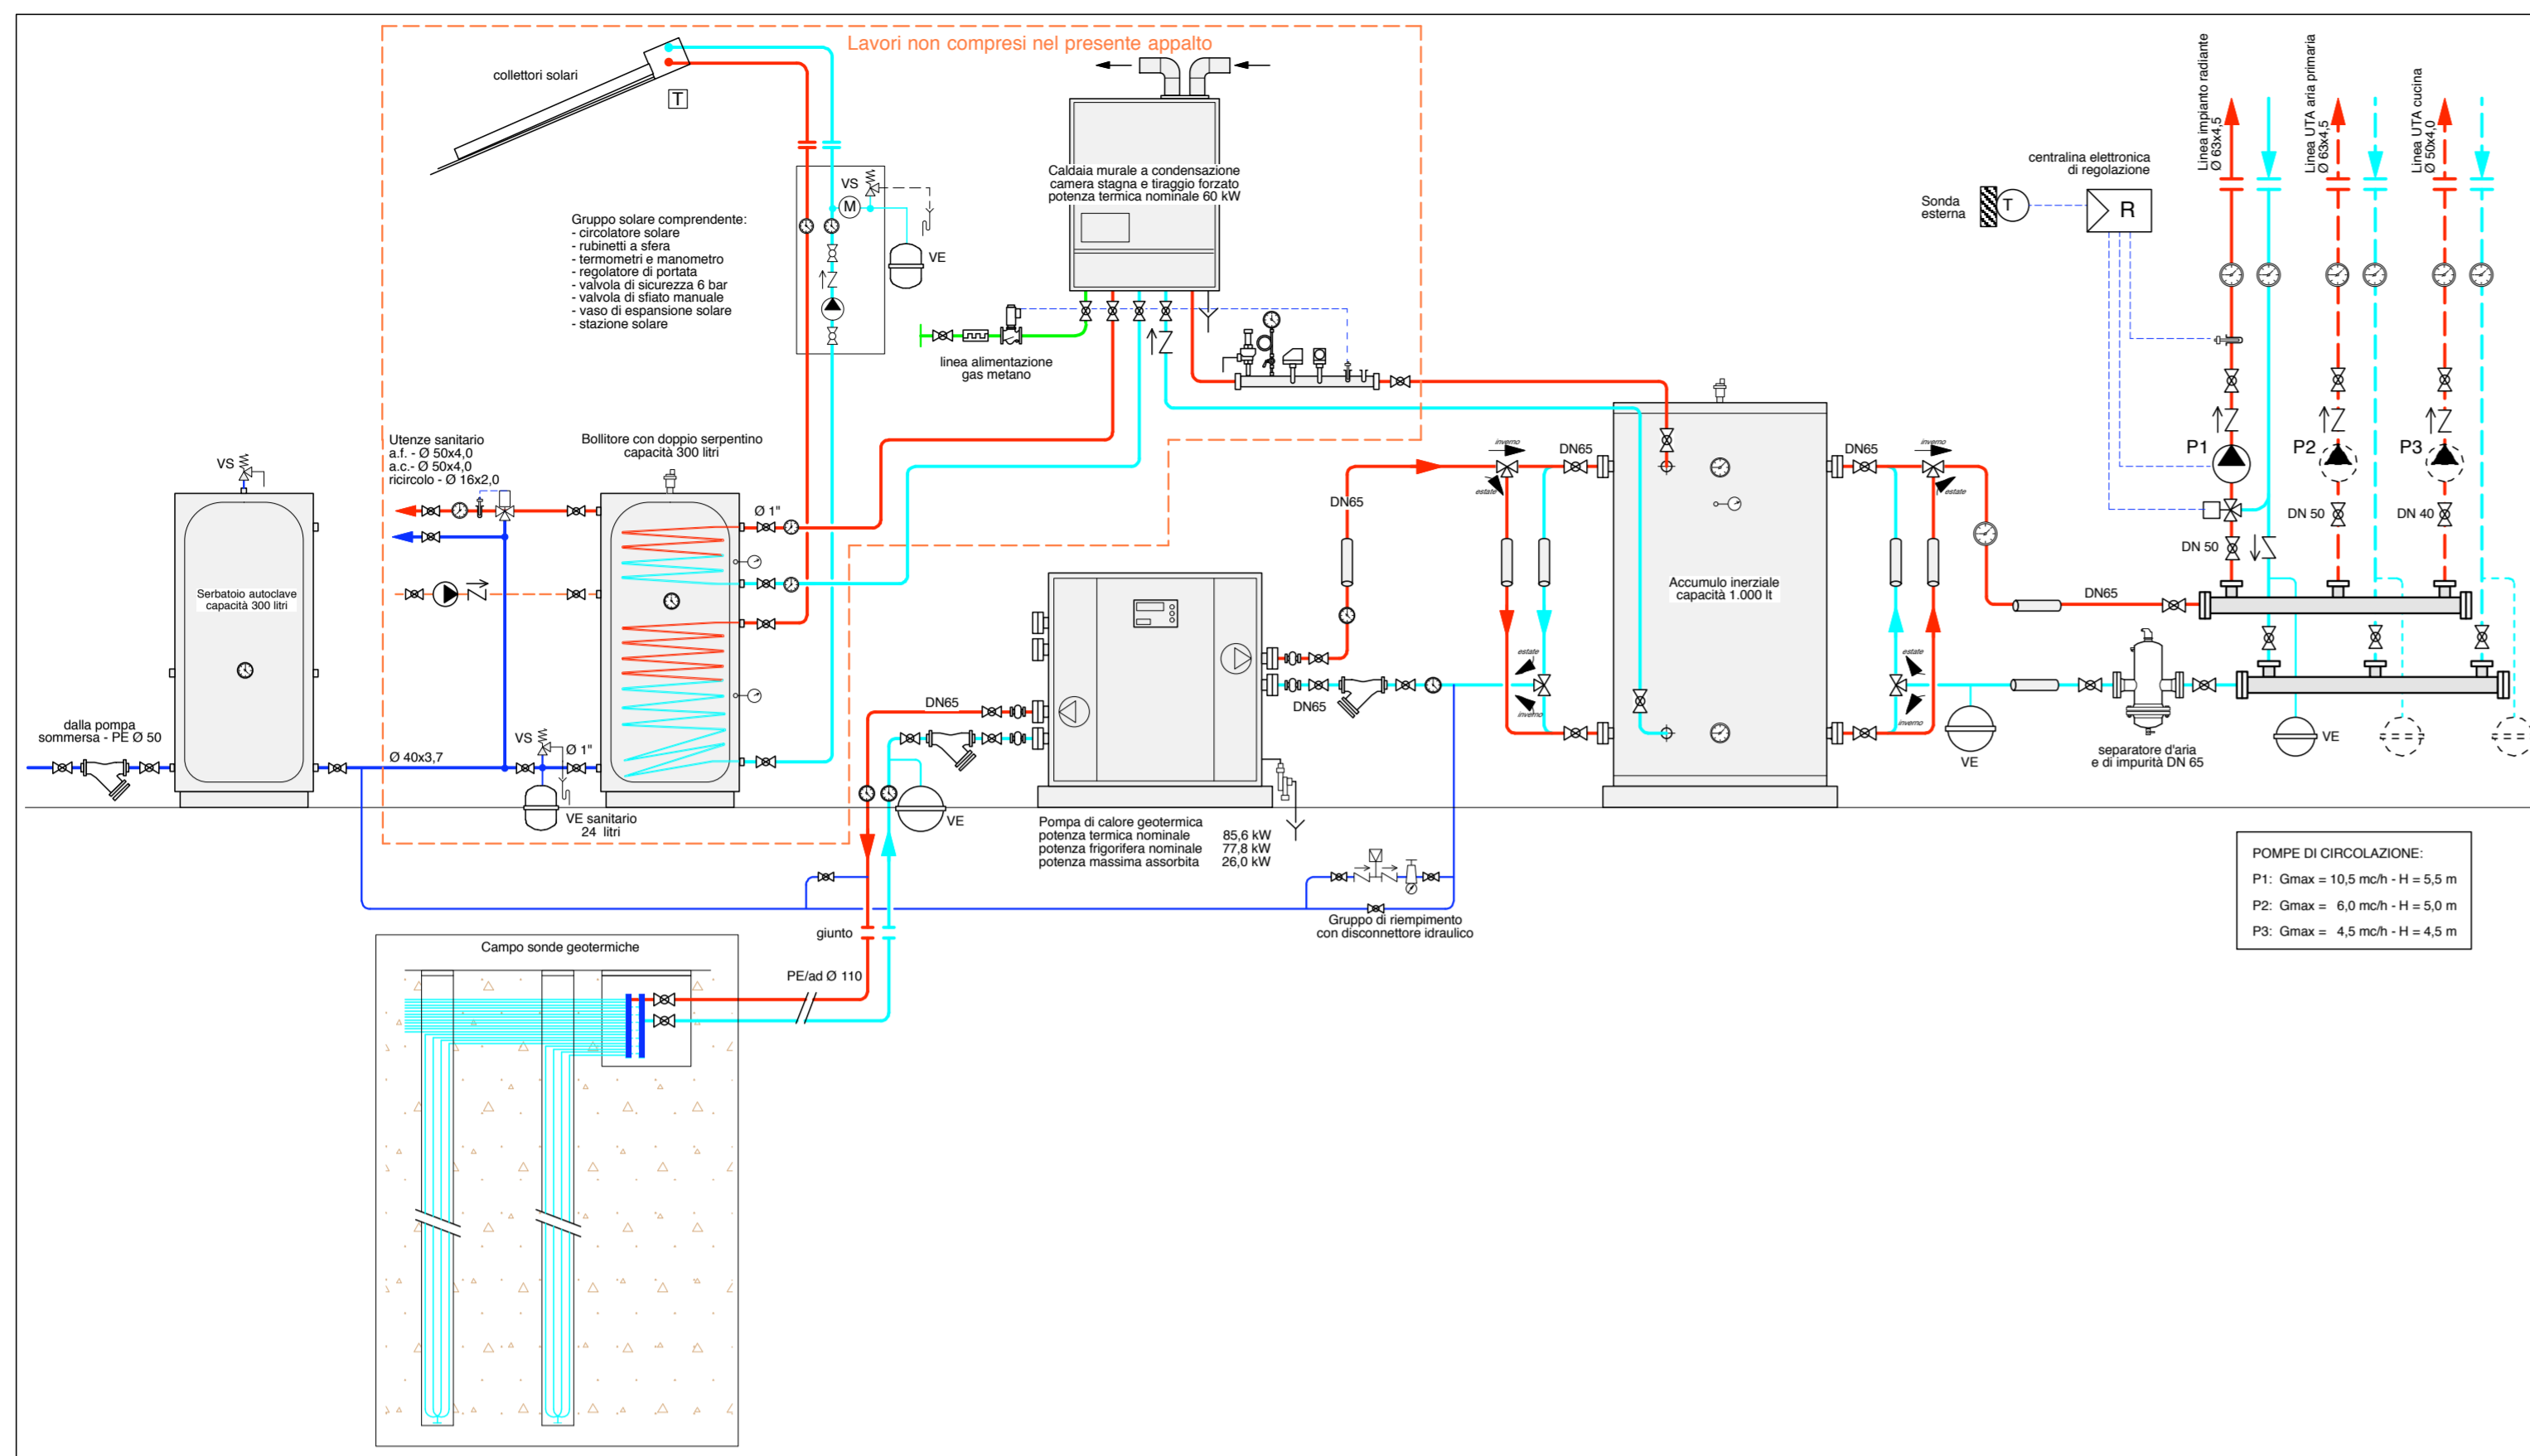 Lavori non compresi nel presente appalto
collettori solari
T
VS
M
VE
Gruppo solare comprendente:
- circolatore solare
- rubinetti a sfera
- termometri e manometro
- regolatore di portata
- valvola di sicurezza 6 bar
- valvola di sfiato manuale
- vaso di espansione solare
- stazione solare
Caldaia murale a condensazione
camera stagna e tiraggio forzato
potenza termica nominale 60 kW
linea alimentazione
gas metano
centralina elettronica
di regolazione
Sonda
esterna
T
R
Linea impianto radiante
Ø 63x4,5
Linea UTA aria primaria
Ø 63x4,5
Linea UTA cucina
Ø 50x4,0
Utenze sanitario
a.f. - Ø 50x4,0
a.c.- Ø 50x4,0
ricircolo - Ø 16x2,0
Bollitore con doppio serpentino
capacità 300 litri
VS
Ø 1"
Serbatoio autoclave
capacità 300 litri
dalla pompa
sommersa - PE Ø 50
Ø 40x3,7
VS
Ø 1"
VE sanitario
24 litri
DN65
VE
DN65
DN65
inverno
estate
DN65
estate
inverno
Accumulo inerziale
capacità 1.000 lt
DN65
inverno
estate
estate
inverno
P1
P2
P3
DN 50
DN 40
DN 50
DN65
VE
separatore d'aria
e di impurità DN 65
VE
Pompa di calore geotermica
potenza termica nominale 85,6 kW
potenza frigorifera nominale 77,8 kW
potenza massima assorbita 26,0 kW
Gruppo di riempimento
con disconnettore idraulico
giunto
PE/ad Ø 110
Campo sonde geotermiche
POMPE DI CIRCOLAZIONE:
P1: Gmax = 10,5 mc/h - H = 5,5 m
P2: Gmax = 6,0 mc/h - H = 5,0 m
P3: Gmax = 4,5 mc/h - H = 4,5 m